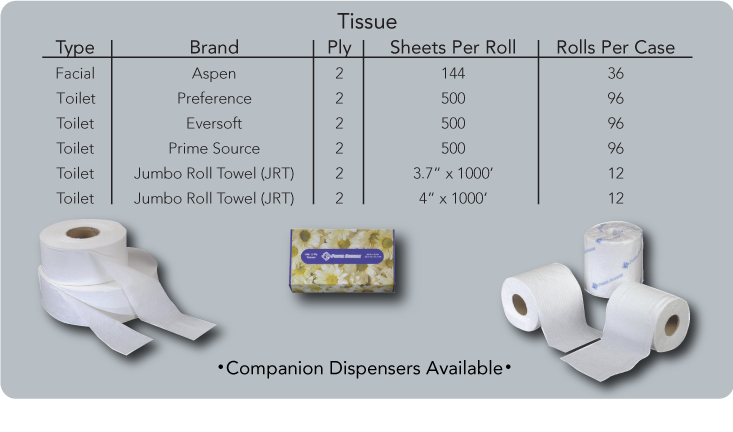 Tissue
Type Brand Ply Sheets Per Roll Rolls Per Case
Facial Aspen 2 144 36
Toilet Preference 2 500 96
Toilet Eversoft 2 500 96
Toilet Prime Source 2 500 96
Toilet Jumbo Roll Towel (JRT) 2 3.7” x 1000’ 12
Toilet Jumbo Roll Towel (JRT) 2 4” x 1000’ 12
Prime Source
•Companion Dispensers Available•